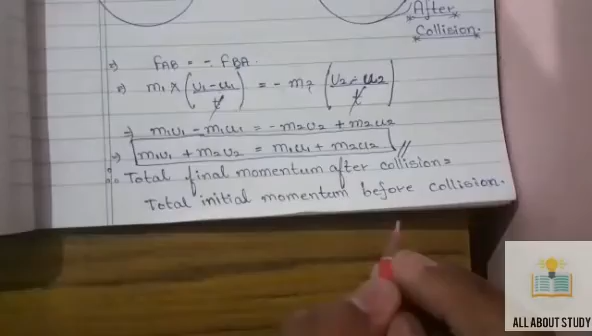 After
Collision.
⇒ FAB = - FBA.
⇒ m₁ × (v₁-u₁/t) = - m₂ (v₂-u₂/t)
⇒ m₁v₁ - m₁u₁ = -m₂v₂ + m₂u₂
⇒ m₁v₁ + m₂v₂ = m₁u₁ + m₂u₂ //
∴ Total final momentum after collision=
Total initial momentum before collision.
ALL ABOUT STUDY